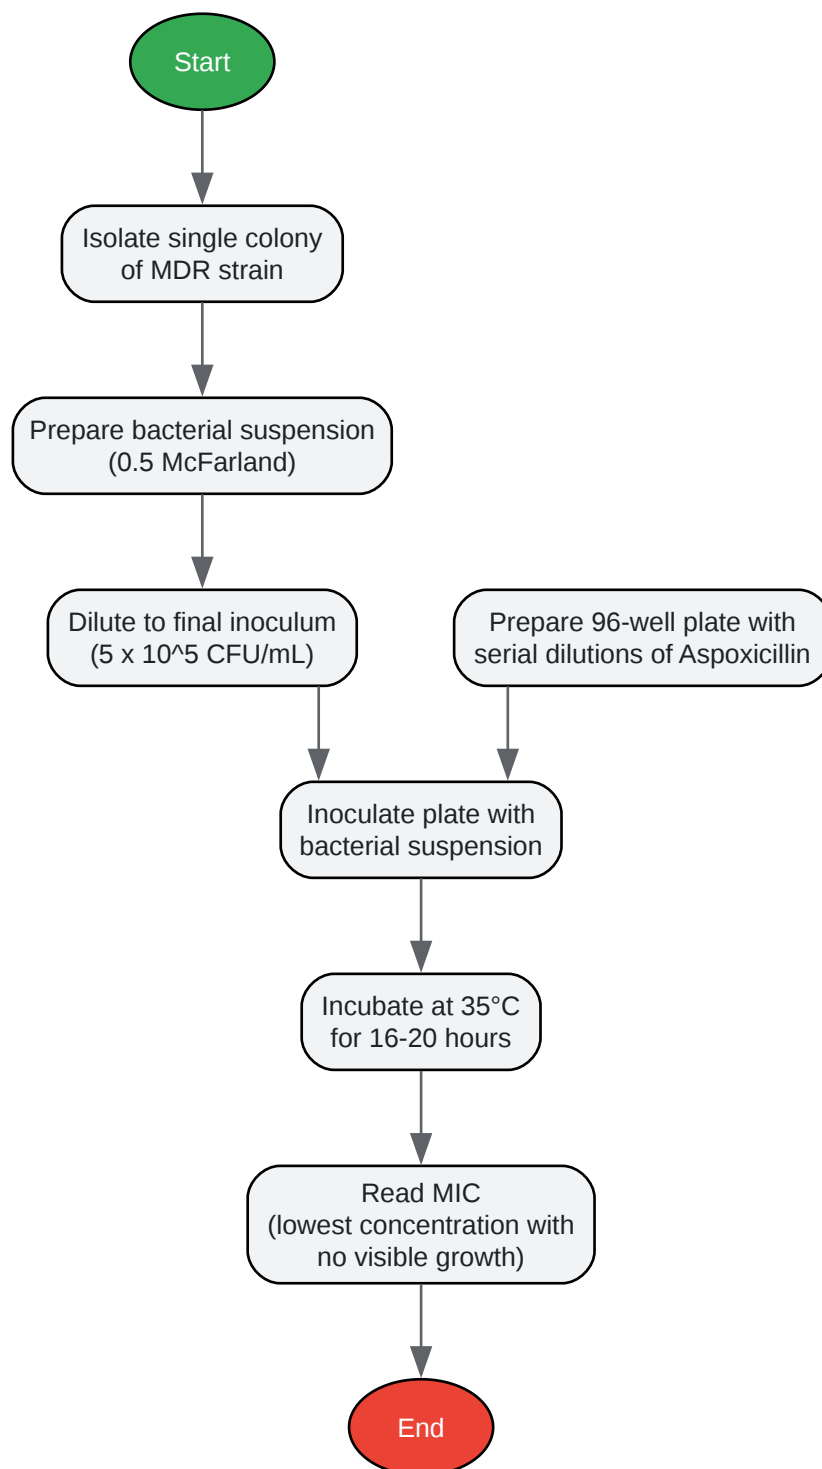 Start
Isolate single colony
of MDR strain
Prepare bacterial suspension
(0.5 McFarland)
Dilute to final inoculum
(5 x 10^5 CFU/mL)
Prepare 96-well plate with
serial dilutions of Aspoxicillin
Inoculate plate with
bacterial suspension
Incubate at 35°C
for 16-20 hours
Read MIC
(lowest concentration with
no visible growth)
End